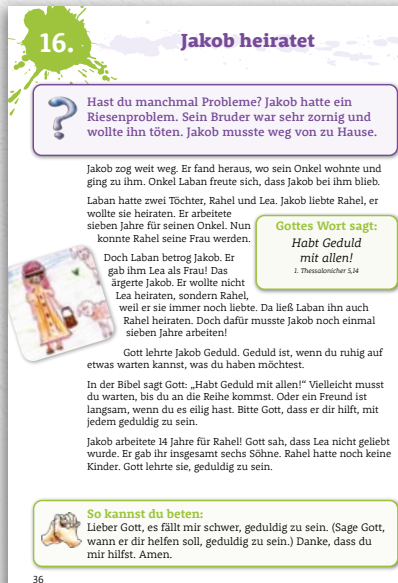 16.
Jakob heiratet
Hast du manchmal Probleme? Jakob hatte ein
Riesenproblem. Sein Bruder war sehr zornig und
wollte ihn töten. Jakob musste weg von zu Hause.
Jakob zog weit weg. Er fand heraus, wo sein Onkel wohnte und
ging zu ihm. Onkel Laban freute sich, dass Jakob bei ihm blieb.
Laban hatte zwei Töchter, Rahel und Lea. Jakob liebte Rahel, er
wollte sie heiraten. Er arbeitete
sieben Jahre für seinen Onkel. Nun
konnte Rahel seine Frau werden.
Doch Laban betrog Jakob. Er
gab ihm Lea als Frau! Das
ärgerte Jakob. Er wollte nicht
Lea heiraten, sondern Rahel,
weil er sie immer noch liebte. Da ließ Laban ihn auch
Rahel heiraten. Doch dafür musste Jakob noch einmal
sieben Jahre arbeiten!
Gottes Wort sagt:
Habt Geduld
mit allen!
1. Thessalonicher 5,14
Gott lehrte Jakob Geduld. Geduld ist, wenn du ruhig auf
etwas warten kannst, was du haben möchtest.
In der Bibel sagt Gott: „Habt Geduld mit allen!“ Vielleicht musst
du warten, bis du an die Reihe kommst. Oder ein Freund ist
langsam, wenn du es eilig hast. Bitte Gott, dass er dir hilft, mit
jedem geduldig zu sein.
Jakob arbeitete 14 Jahre für Rahel! Gott sah, dass Lea nicht geliebt
wurde. Er gab ihr insgesamt sechs Söhne. Rahel hatte noch keine
Kinder. Gott lehrte sie, geduldig zu sein.
So kannst du beten:
Lieber Gott, es fällt mir schwer, geduldig zu sein. (Sage Gott,
wann er dir helfen soll, geduldig zu sein.) Danke, dass du
mir hilfst. Amen.
36